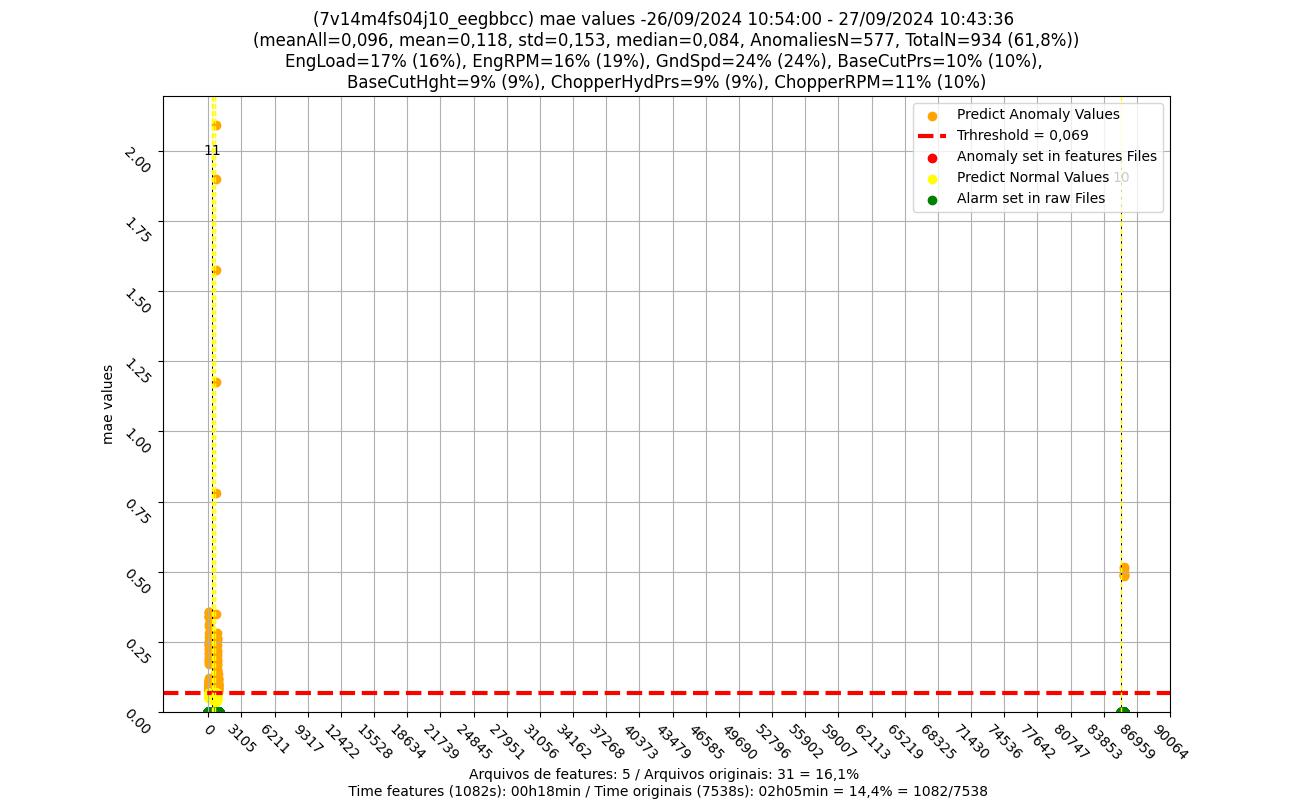 (7v14m4fs04j10_eegbbcc) mae values -26/09/2024 10:54:00 - 27/09/2024 10:43:36
(meanAll=0,096, mean=0,118, std=0,153, median=0,084, AnomaliesN=577, TotalN=934 (61,8%))
EngLoad=17% (16%), EngRPM=16% (19%), GndSpd=24% (24%), BaseCutPrs=10% (10%),
BaseCutHght=9% (9%), ChopperHydPrs=9% (9%), ChopperRPM=11% (10%)
Predict Anomaly Values
Trhreshold = 0,069
Anomaly set in features Files
Predict Normal Values 10
Alarm set in raw Files
11
2.00
1.75
1.50
1.25
1.00
0.75
0.50
0.25
0.00
mae values
0 3105 6211 9317 12422 15528 18634 21739 24845 27951 31056 34162 37268 40373 43479 46585 49690 52796 55902 59007 62113 65219 68325 71430 74536 77642 80747 83853 86959 90064
Arquivos de features: 5 / Arquivos originais: 31 = 16,1%
Time features (1082s): 00h18min / Time originais (7538s): 02h05min = 14,4% = 1082/7538